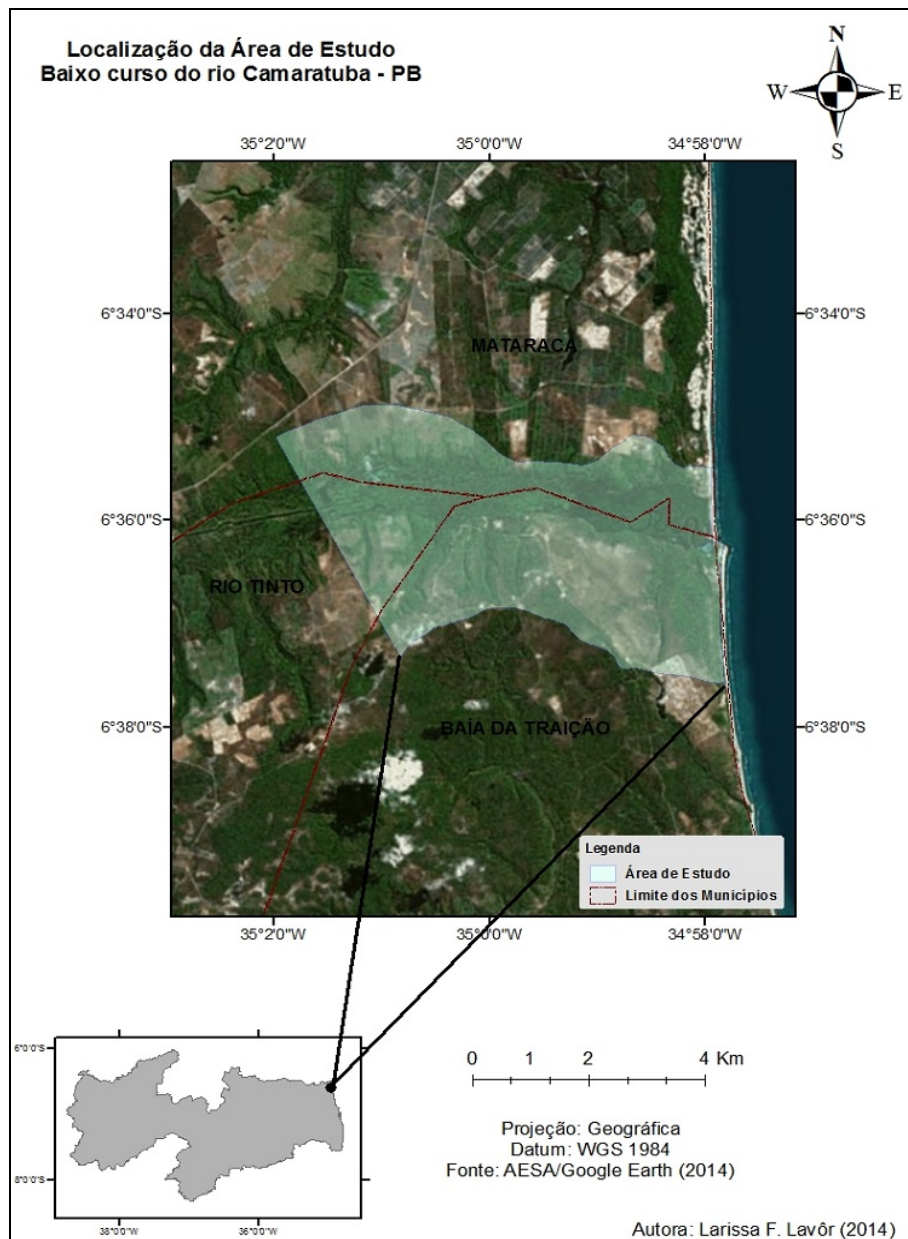 Localização da Área de Estudo
Baixo curso do rio Camaratuba - PB
N
W
E
S
35°20'0"W
35°0'0"W
34°58'0"W
6°34'0"S
6°34'0"S
MATARACA
6°36'0"S
6°36'0"S
RIO TINTO
6°38'0"S
6°38'0"S
BAÍA DA TRAIÇÃO
Legenda
Área de Estudo
Limite dos Municípios
35°20'0"W
35°0'0"W
34°58'0"W
6°0'0"S
8°0'0"S
38°0'0"W
36°0'0"W
0 1 2 4 Km
Projeção: Geográfica
Datum: WGS 1984
Fonte: AESA/Google Earth (2014)
Autora: Larissa F. Lavôr (2014)